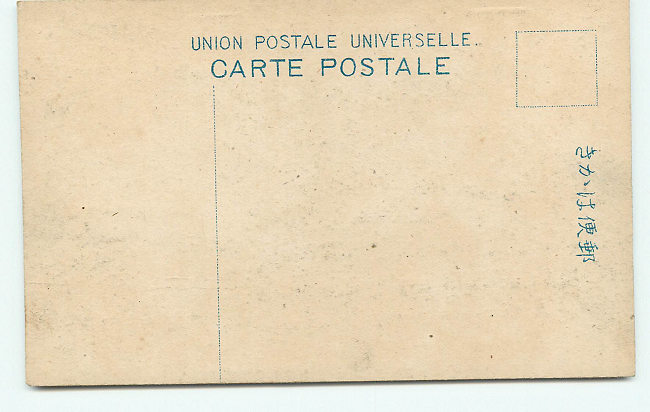 UNION POSTALE UNIVERSELLE.
CARTE POSTALE
郵便はかき